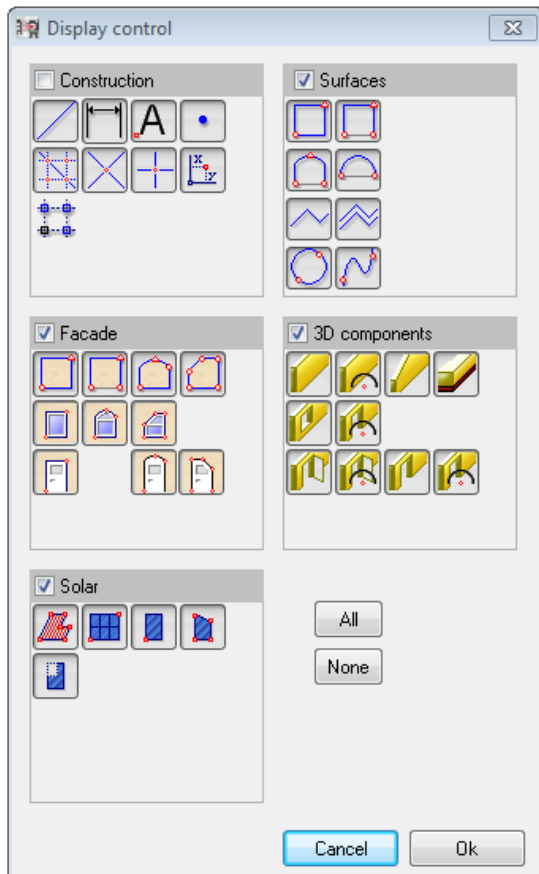 Display control
Construction
A
x
y
Surfaces
Facade
3D components
Solar
All
None
Cancel
Ok